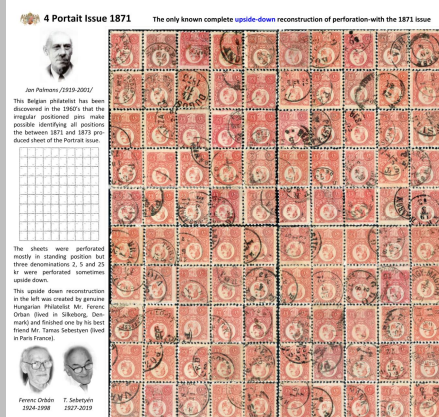 4 Portait Issue 1871
The only known complete upside-down reconstruction of perforation-with the 1871 issue
Jan Palmans /1919-2001/
This Belgian philatelist has been
discovered in the 1960's that the
irregular positioned pins make
possible identifying all positions
the between 1871 and 1873 pro-
duced sheet of the Portrait issue.
The sheets were perforated
mostly in standing position but
three denominations 2, 5 and 25
kr were perforated sometimes
upside down.
This upside down reconstruction
in the left was created by genuine
Hungarian Philatelist Mr. Ferenc
Orban (lived in Silkeborg, Den-
mark) and finished one by his best
friend Mr. Tamas Sebestyen (lived
in Paris France).
Ferenc Orbán T. Sebetyén
1924-1998 1927-2019